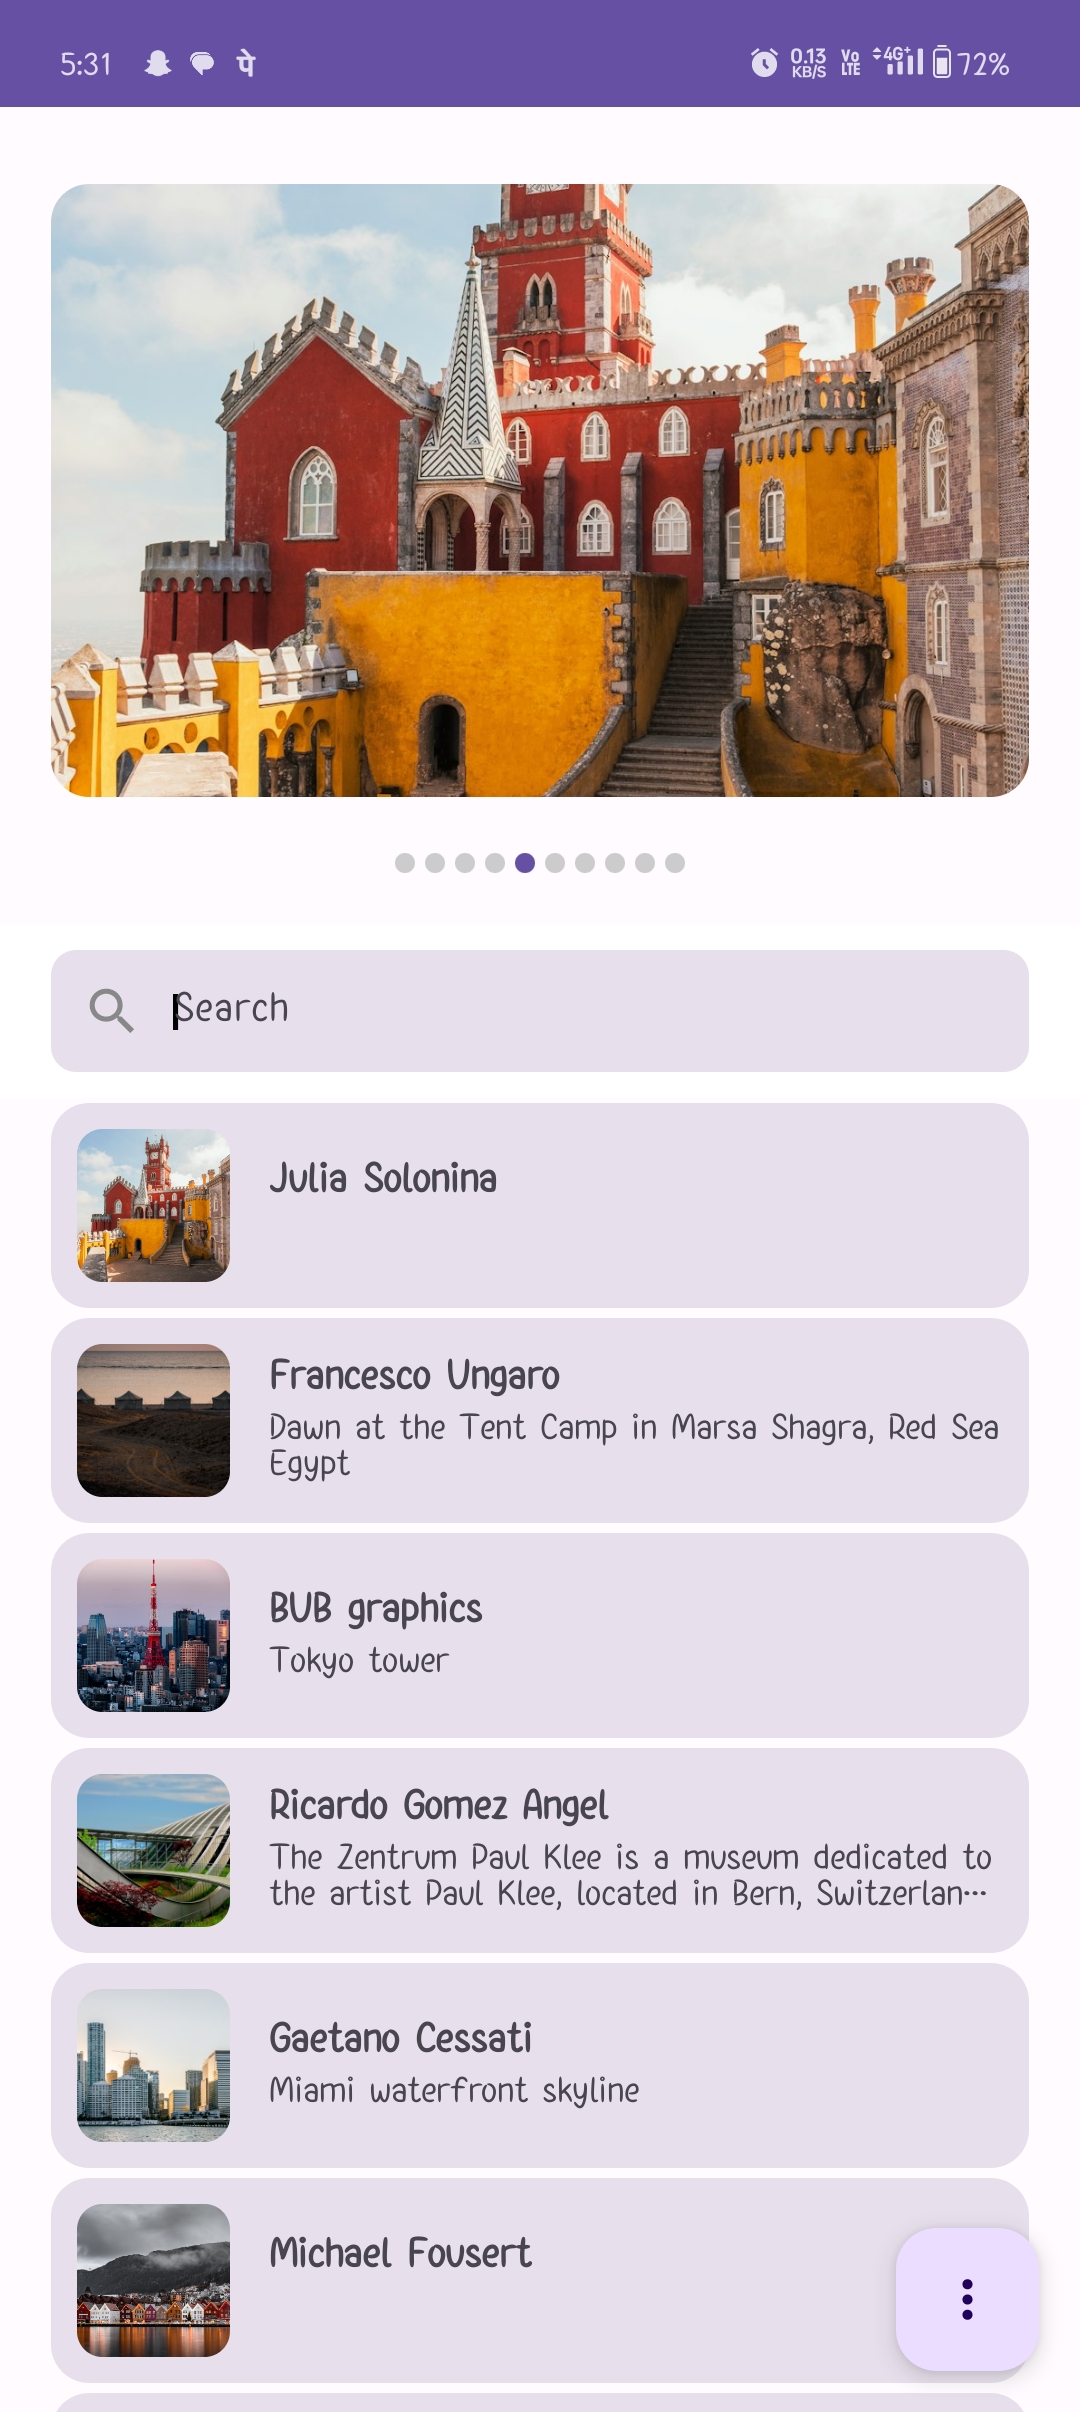 5:31 पे 0.13 KB/S Vo LTE 4G+ 72%
Search
Julia Solonina
Francesco Ungaro
Dawn at the Tent Camp in Marsa Shagra, Red Sea
Egypt
BUB graphics
Tokyo tower
Ricardo Gomez Angel
The Zentrum Paul Klee is a museum dedicated to
the artist Paul Klee, located in Bern, Switzerlan...
Gaetano Cessati
Miami waterfront skyline
Michael Fousert